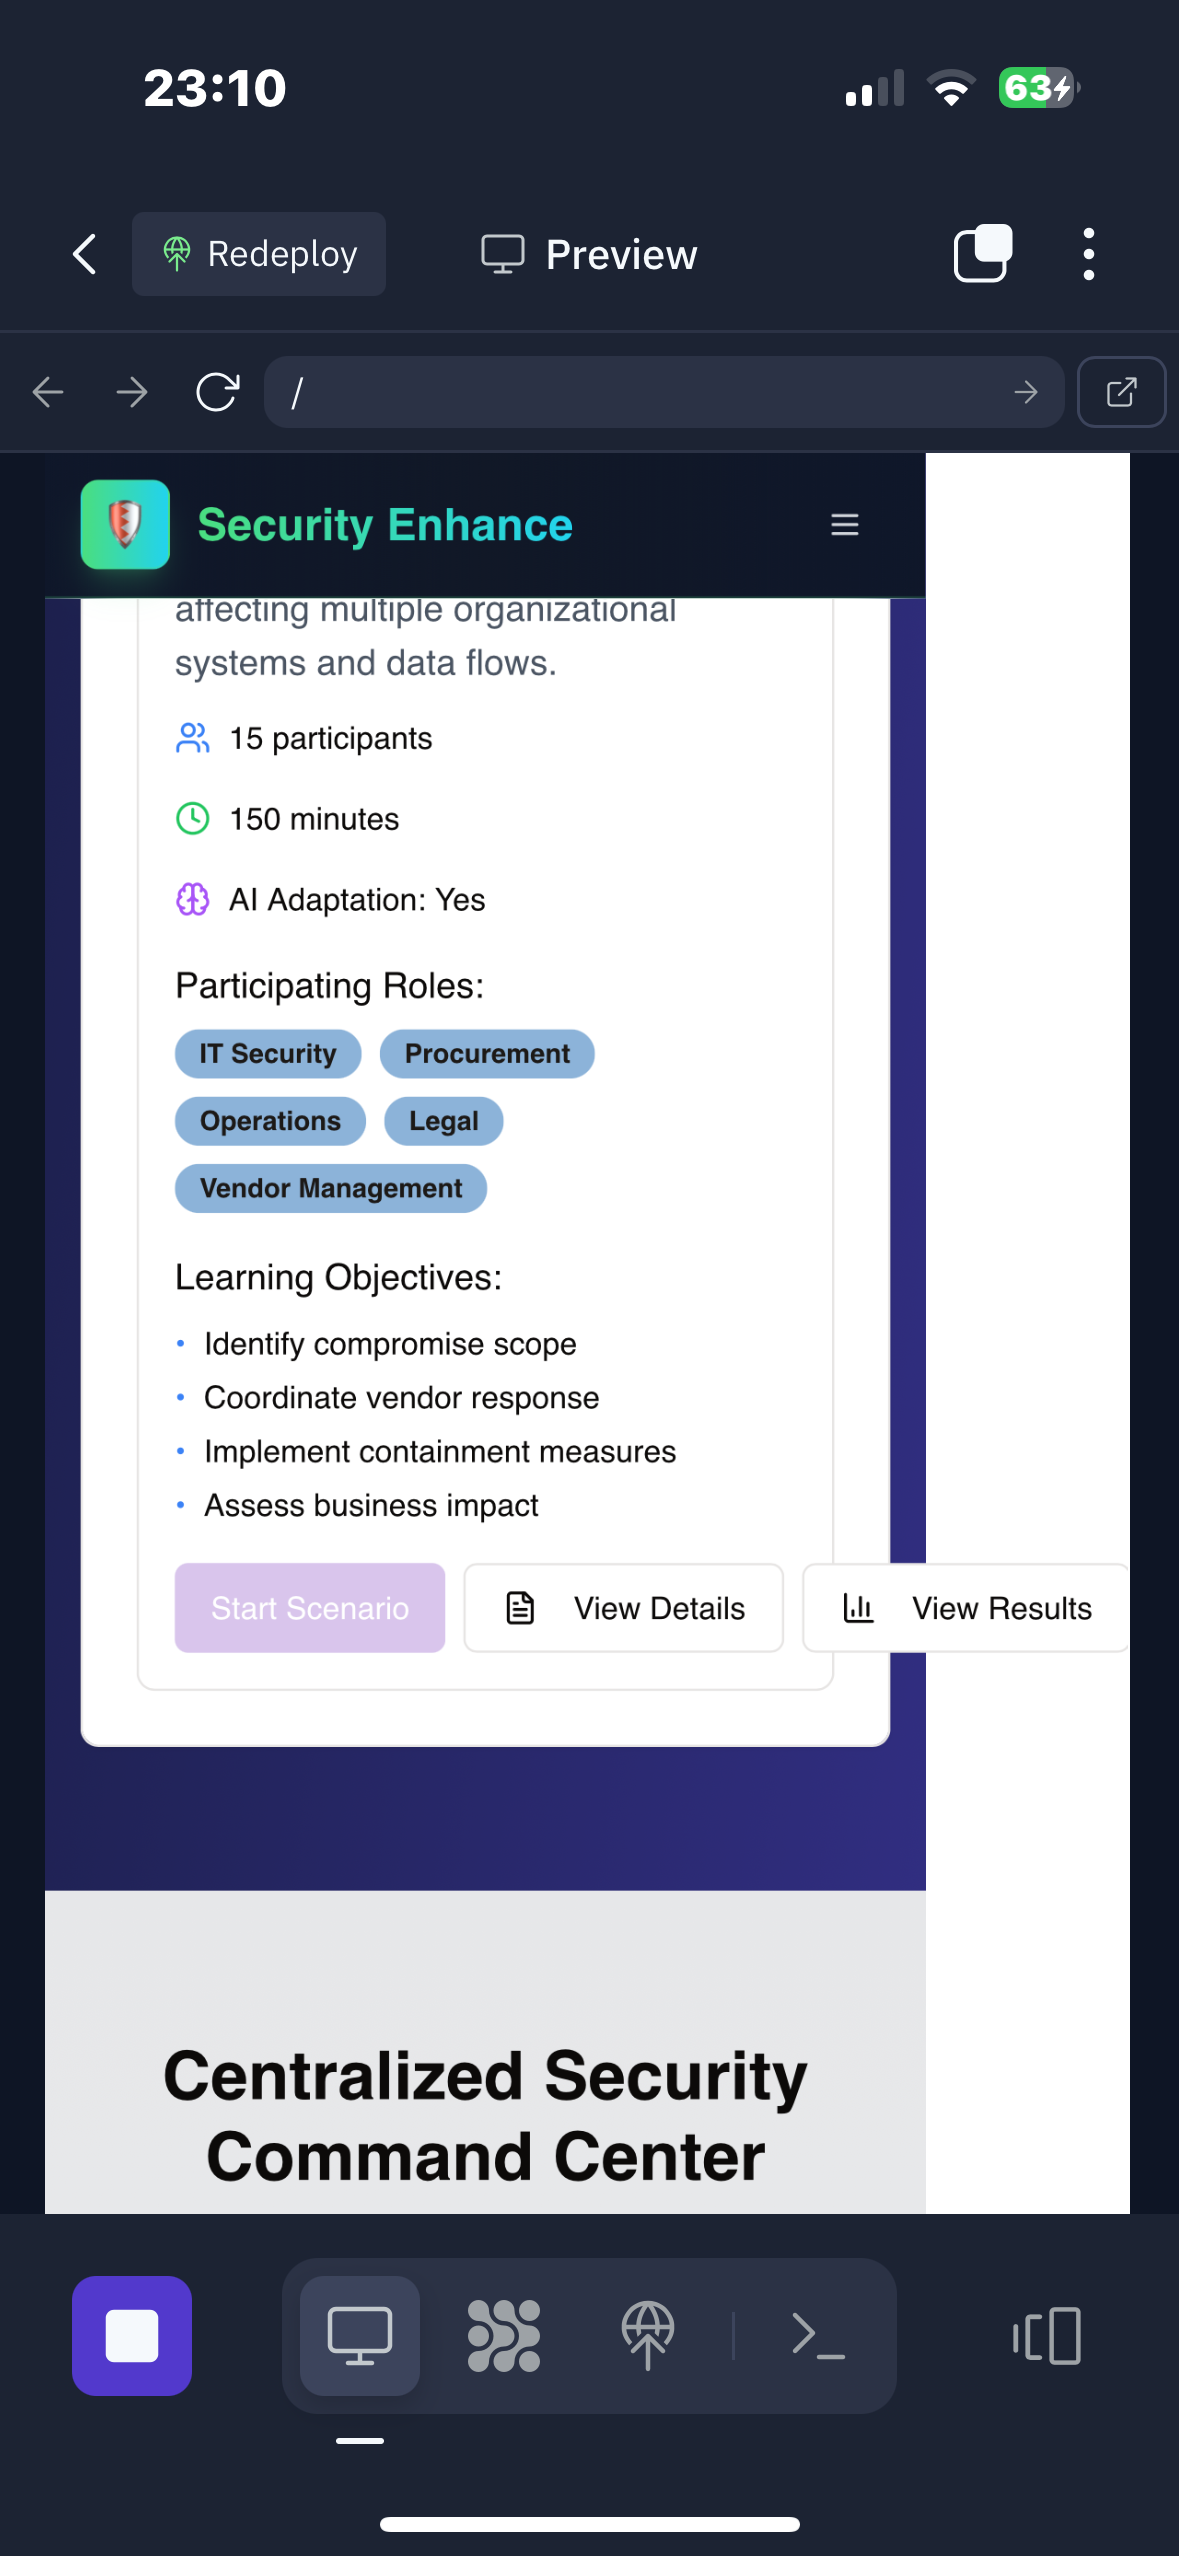 23:10
63
Redeploy
Preview
/
Security Enhance
affecting multiple organizational
systems and data flows.
15 participants
150 minutes
AI Adaptation: Yes
Participating Roles:
IT Security Procurement
Operations Legal
Vendor Management
Learning Objectives:
• Identify compromise scope
• Coordinate vendor response
• Implement containment measures
• Assess business impact
Start Scenario View Details View Results
Centralized Security
Command Center